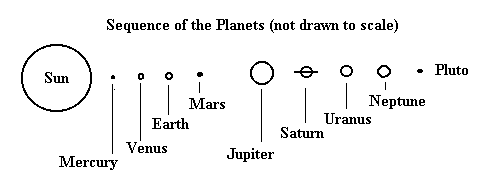 Sequence of the Planets (not drawn to scale)
Sun
Pluto
Mars
Neptune
Earth
Uranus
Saturn
Venus
Jupiter
Mercury